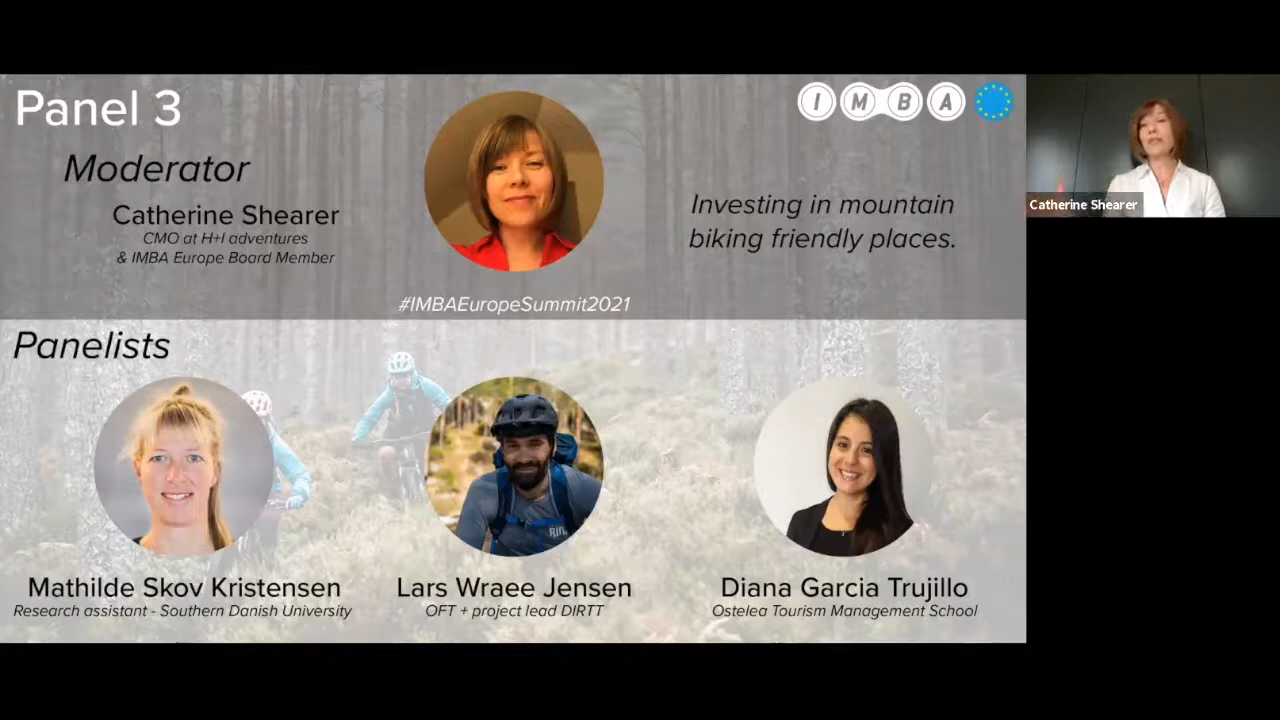 Panel 3
IMBA
Moderator
Catherine Shearer
CMO at H+I adventures
& IMBA Europe Board Member
Investing in mountain
biking friendly places.
Catherine Shearer
#IMBAEuropeSummit2021
Panelists
BIKE
Mathilde Skov Kristensen
Research assistant - Southern Danish University
Lars Wraee Jensen
OFT + project lead DIRTT
Diana Garcia Trujillo
Ostelea Tourism Management School